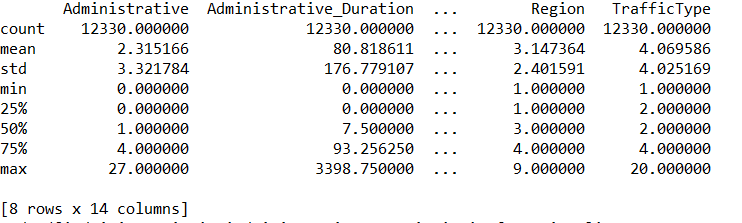 Administrative Administrative_Duration ... Region TrafficType
count 12330.000000 12330.000000 ... 12330.000000 12330.000000
mean 2.315166 80.818611 ... 3.147364 4.069586
std 3.321784 176.779107 ... 2.401591 4.025169
min 0.000000 0.000000 ... 1.000000 1.000000
25% 0.000000 0.000000 ... 1.000000 2.000000
50% 1.000000 7.500000 ... 3.000000 2.000000
75% 4.000000 93.256250 ... 4.000000 4.000000
max 27.000000 3398.750000 ... 9.000000 20.000000
[8 rows x 14 columns]